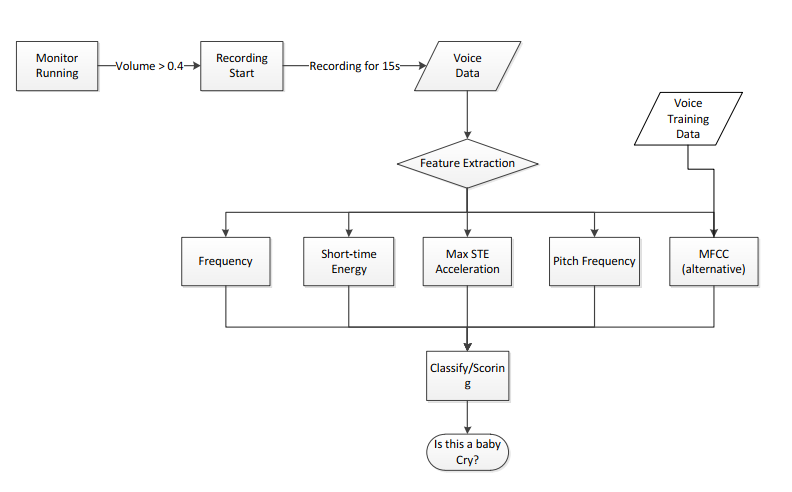 Monitor
Running
Volume > 0.4
Recording
Start
Recording for 15s
Voice
Data
Voice
Training
Data
Feature Extraction
Frequency
Short-time
Energy
Max STE
Acceleration
Pitch Frequency
MFCC
(alternative)
Classify/Scorin
g
Is this a baby
Cry?